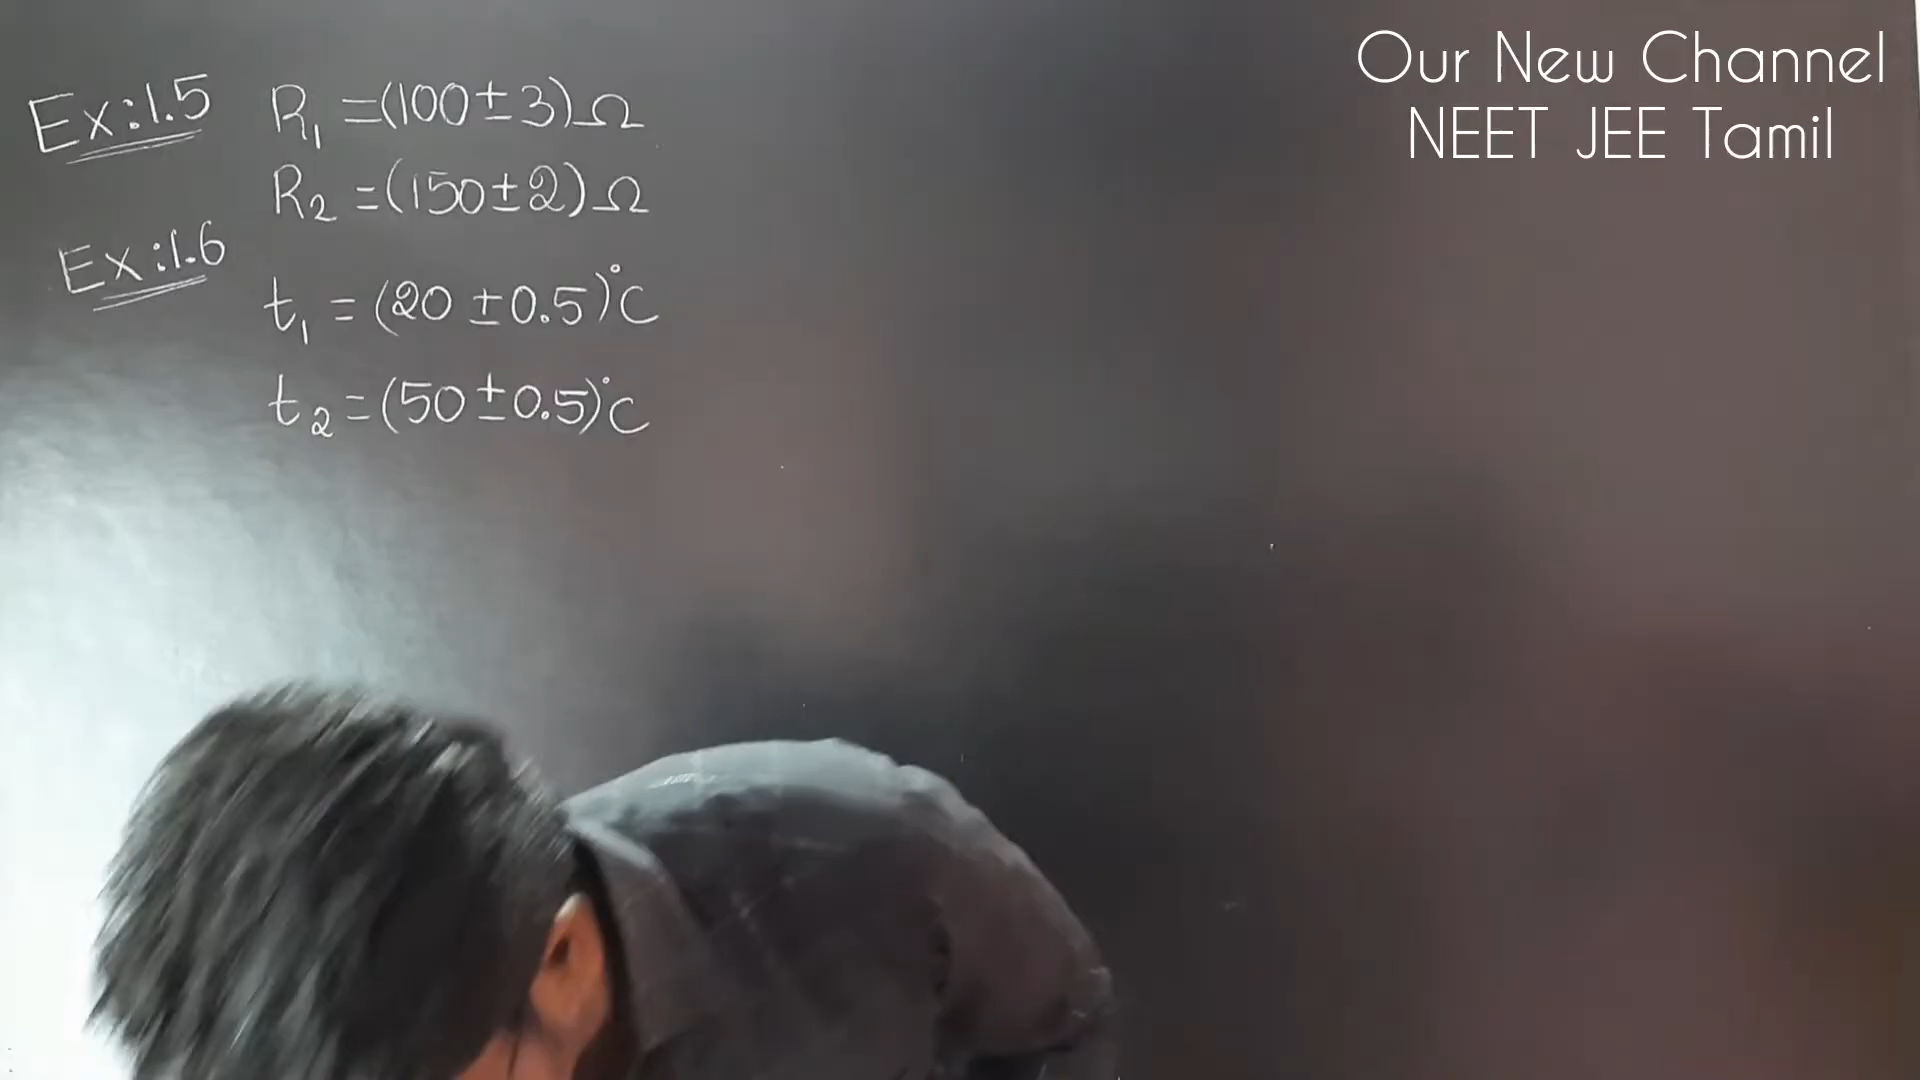 Ex:1.5 R₁ =(100±3)Ω
R₂ =(150±2)Ω
Ex:1.6
t₁ = (20 ±0.5)°C
t₂ =(50±0.5)°C
Our New Channel
NEET JEE Tamil